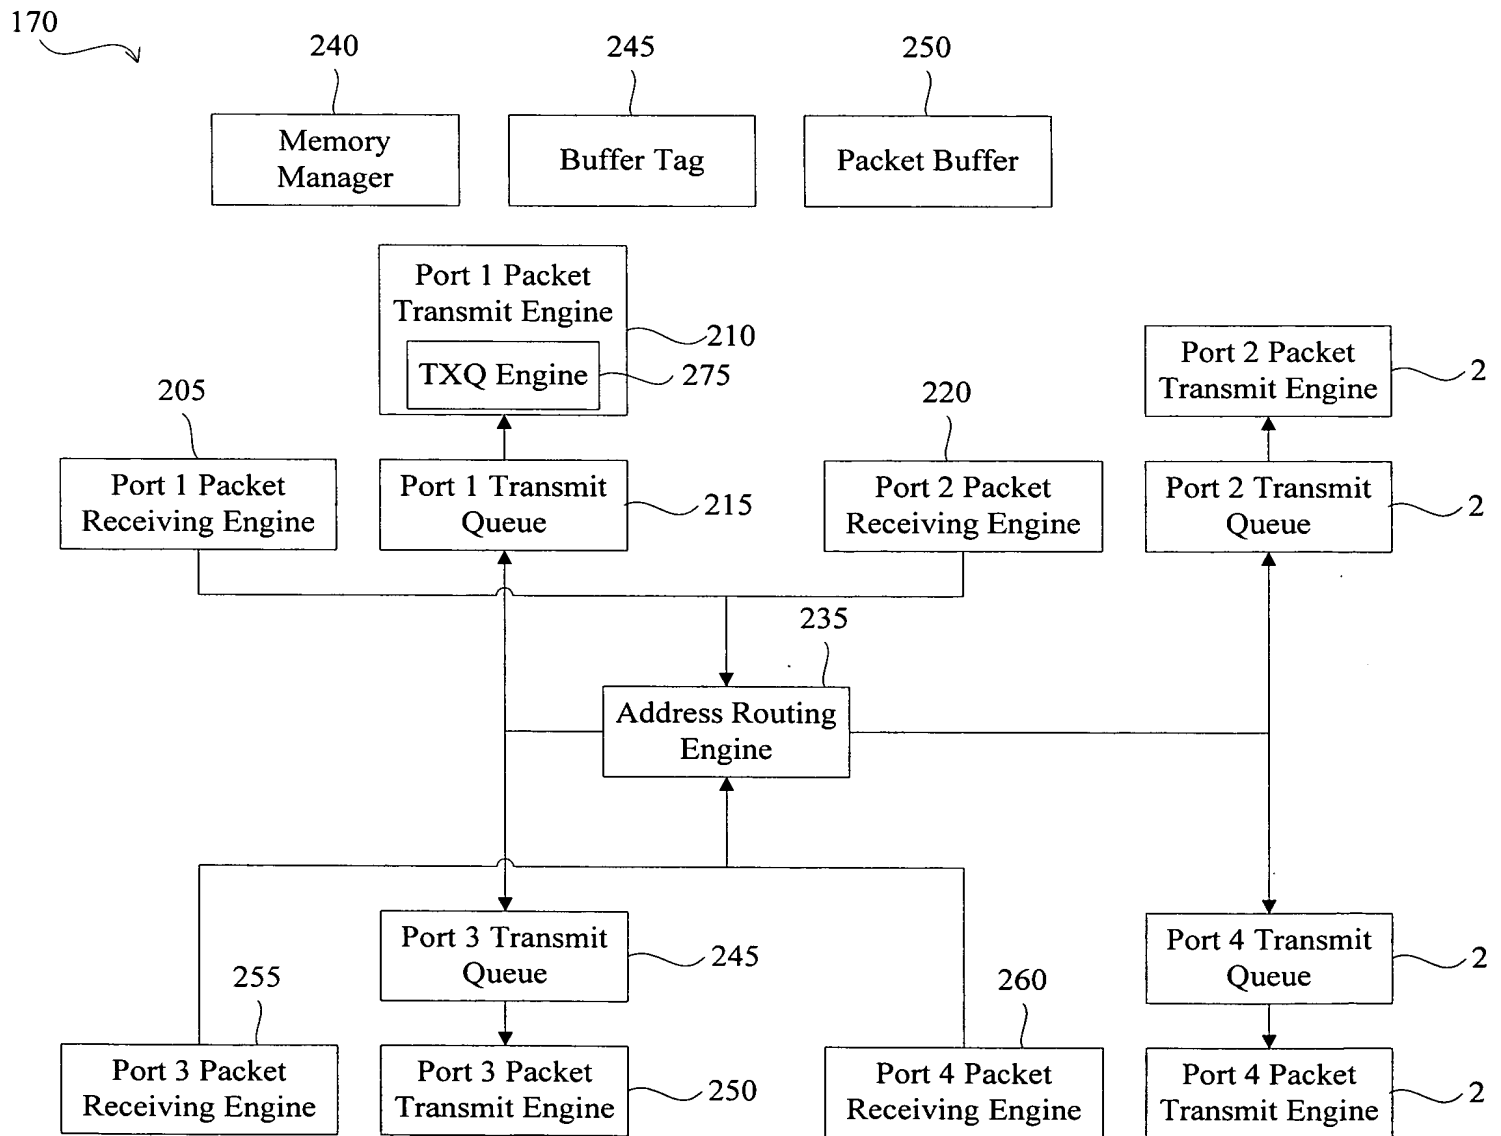 170
240
245
250
Memory
Manager
Buffer Tag
Packet Buffer
Port 1 Packet
Transmit Engine
210
TXQ Engine
275
Port 2 Packet
Transmit Engine
2
205
220
Port 1 Packet
Receiving Engine
Port 1 Transmit
Queue
215
Port 2 Packet
Receiving Engine
Port 2 Transmit
Queue
2
235
Address Routing
Engine
Port 3 Transmit
Queue
245
Port 4 Transmit
Queue
2
255
260
Port 3 Packet
Receiving Engine
Port 3 Packet
Transmit Engine
250
Port 4 Packet
Receiving Engine
Port 4 Packet
Transmit Engine
2